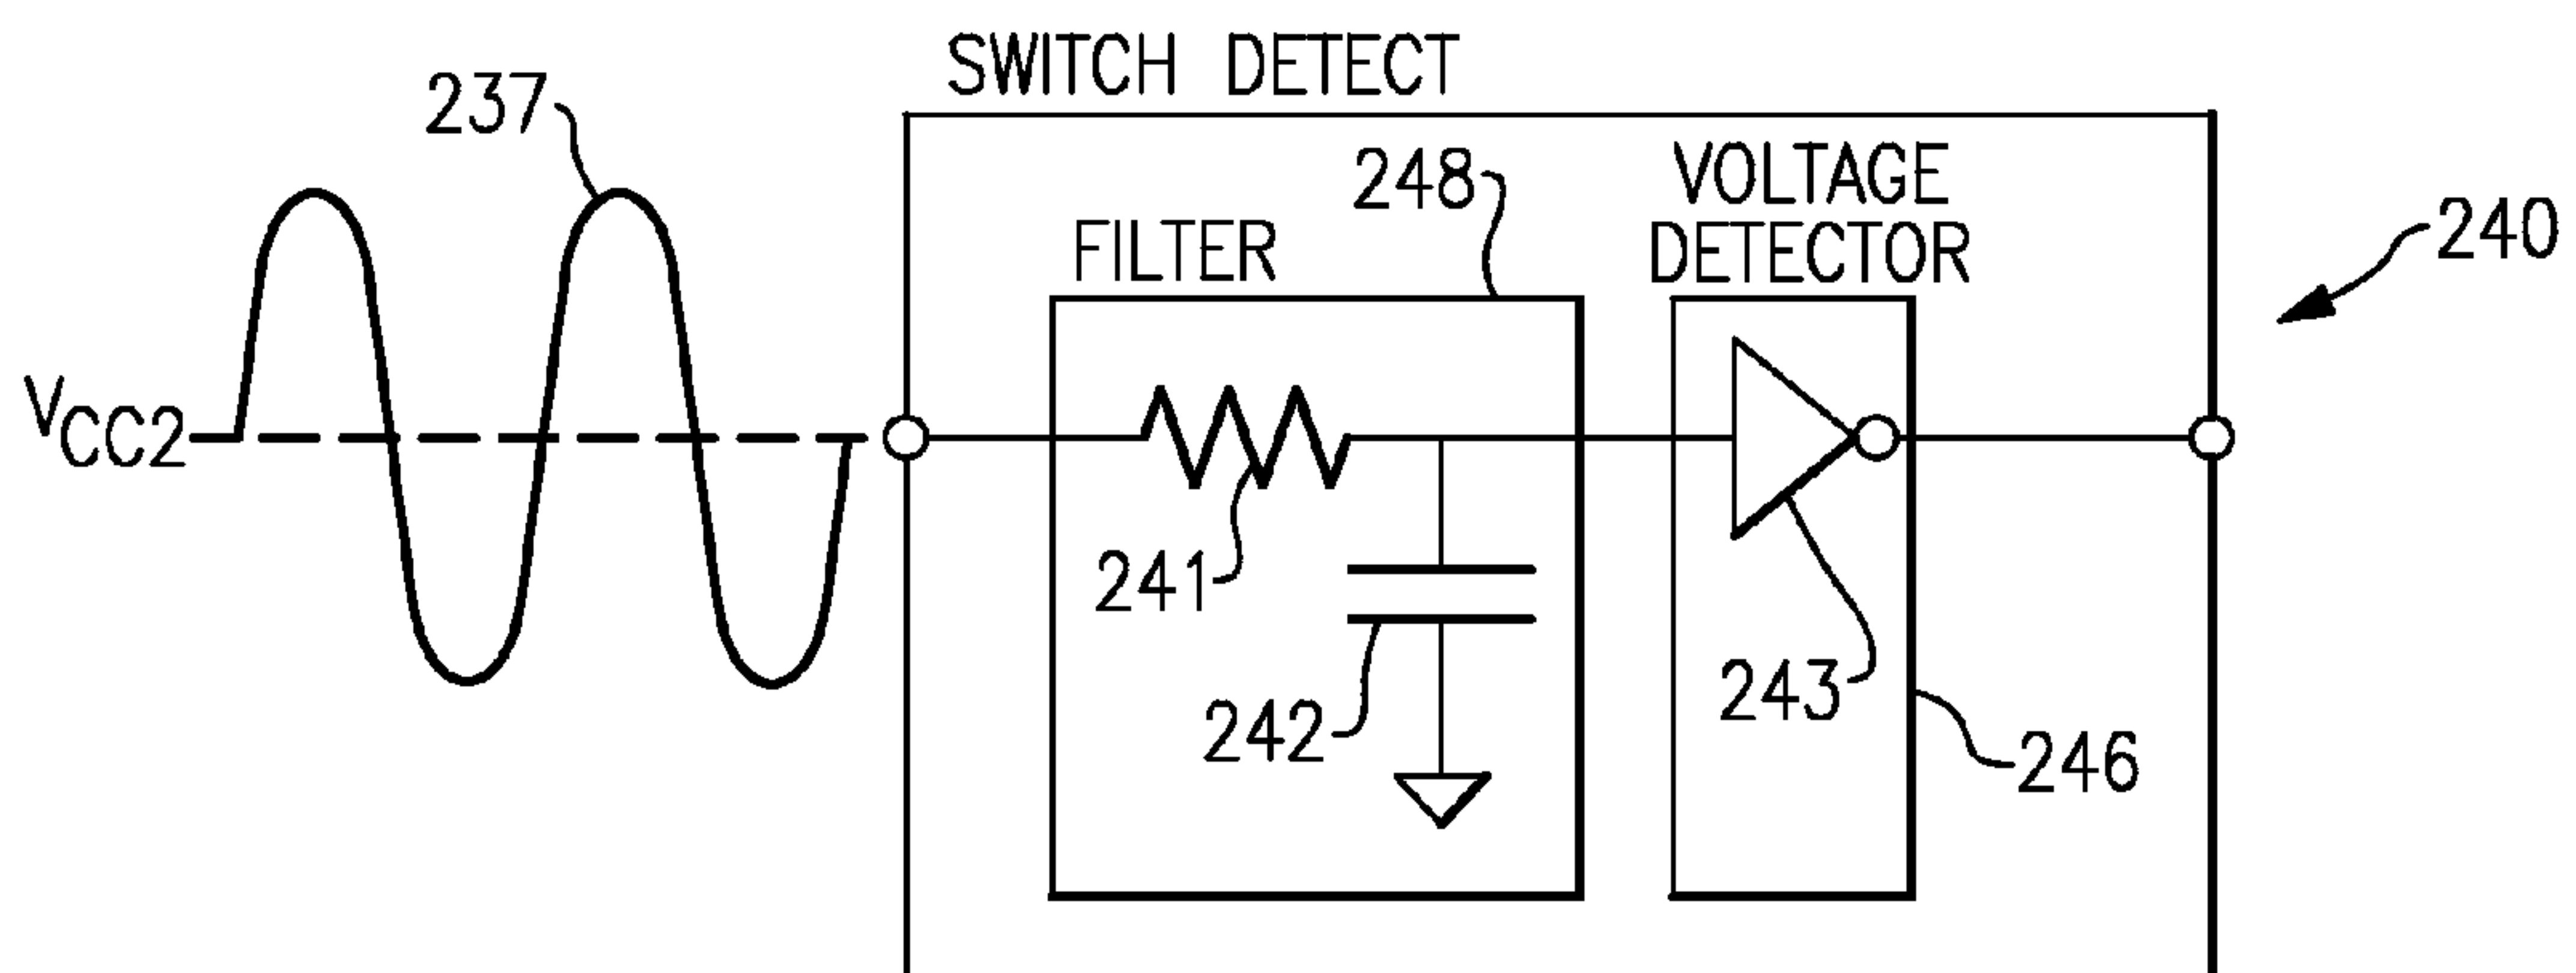 SWITCH DETECT
237
248
VOLTAGE
DETECTOR
FILTER
240
VCC2
241
242
243
246